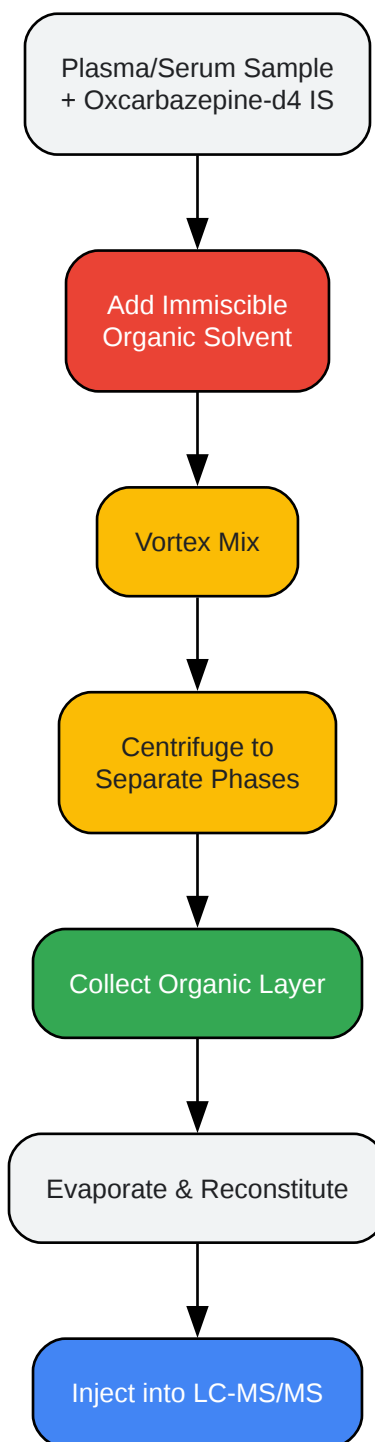 Plasma/Serum Sample
+ Oxcarbazepine-d4 IS
Add Immiscible
Organic Solvent
Vortex Mix
Centrifuge to
Separate Phases
Collect Organic Layer
Evaporate & Reconstitute
Inject into LC-MS/MS